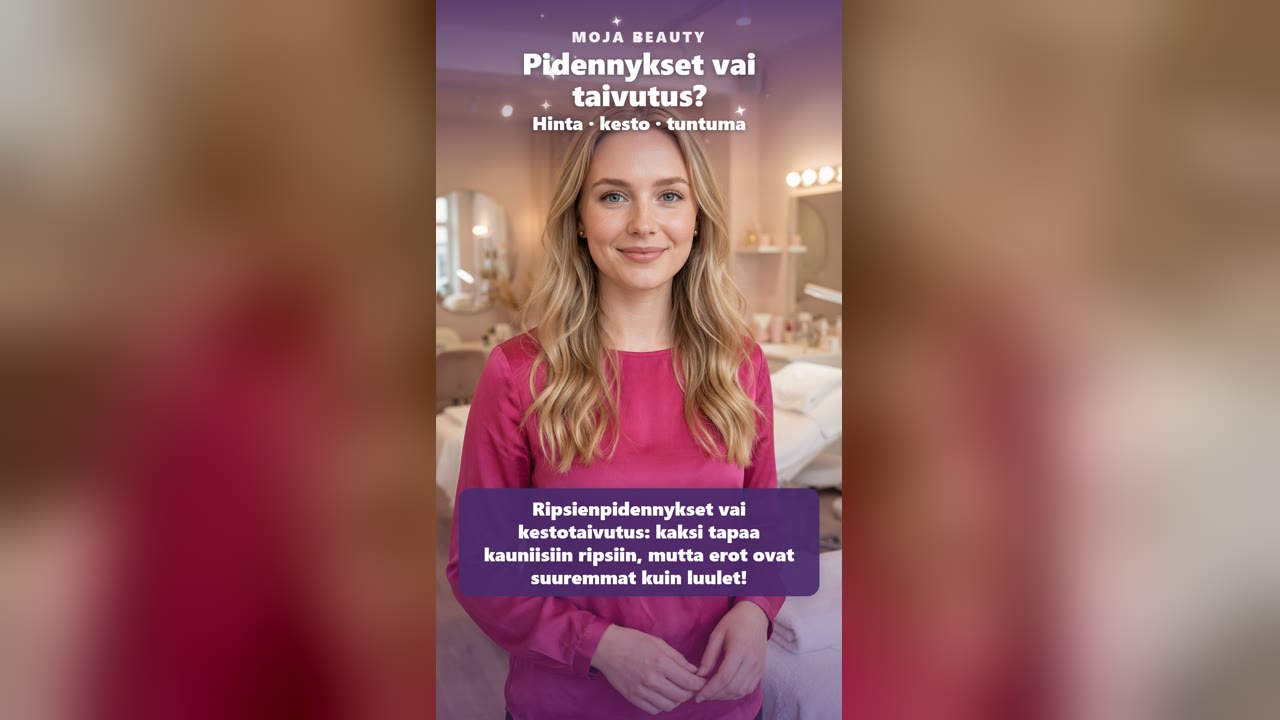 MOJA BEAUTY
Pidennykset vai
taivutus?
Hinta · kesto · tuntuma
Ripsienpidennykset vai
kestotaivutus: kaksi tapaa
kauniisiin ripsiin, mutta erot ovat
suuremmat kuin luulet!